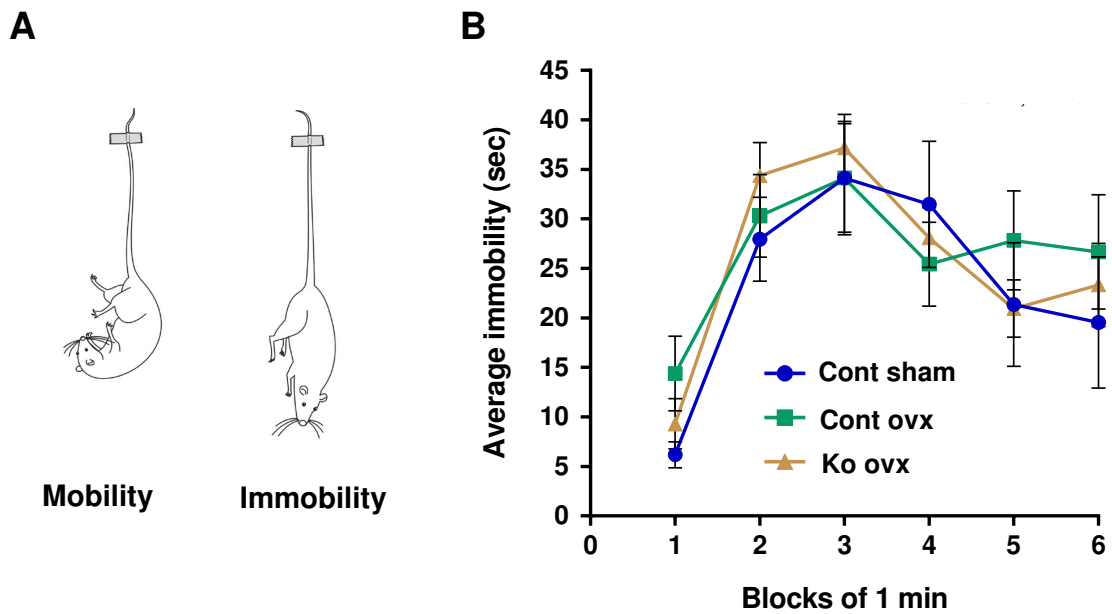 A
B
Mobility
Immobility
Average immobility (sec)
45
40
35
30
25
20
15
10
5
0
Cont sham
Cont ovx
Ko ovx
0 1 2 3 4 5 6
Blocks of 1 min